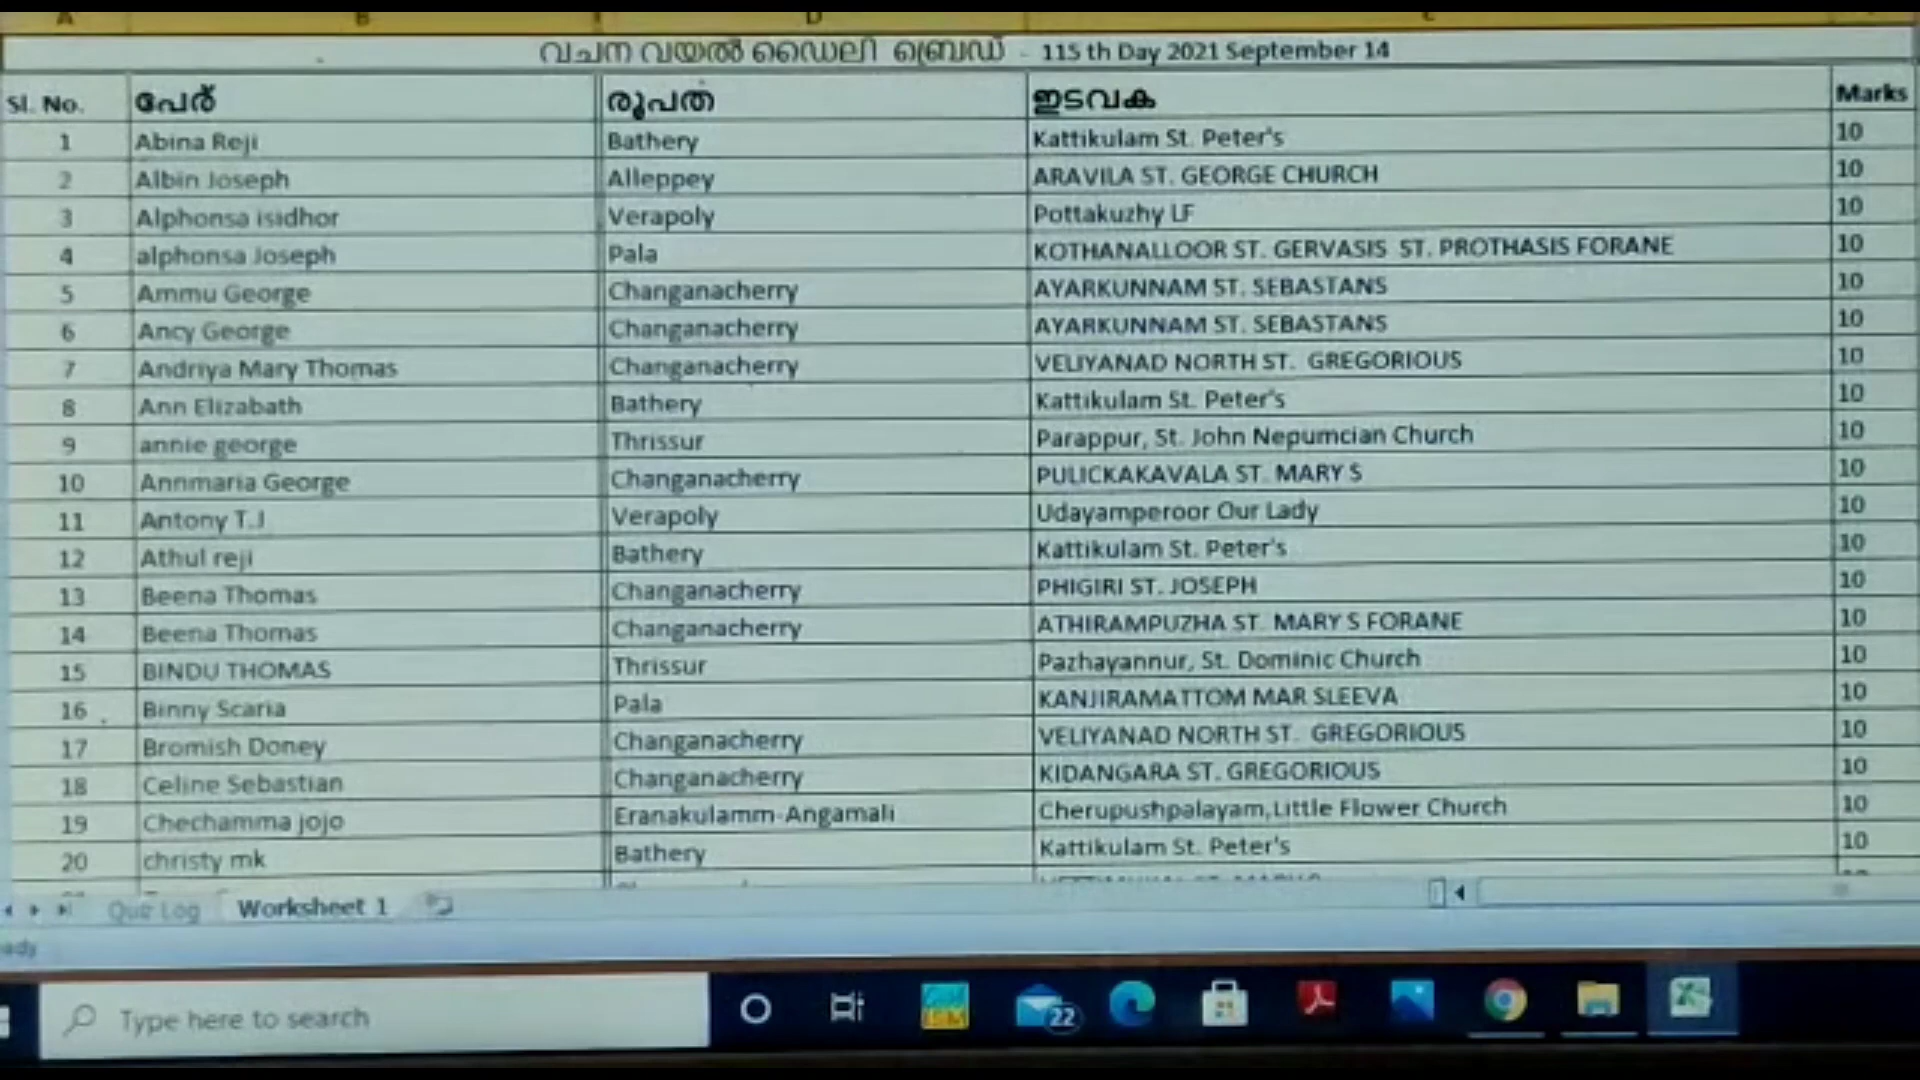 A B D E
വചന വയൽ ഡൈലി ബ്രെഡ് - 115 th Day 2021 September 14
Sl. No. പേര് രൂപത ഇടവക Marks
1 Abina Reji Bathery Kattikulam St. Peter's 10
2 Albin Joseph Alleppey ARAVILA ST. GEORGE CHURCH 10
3 Alphonsa isidhor Verapoly Pottakuzhy LF 10
4 alphonsa Joseph Pala KOTHANALLOOR ST. GERVASIS ST. PROTHASIS FORANE 10
5 Ammu George Changanacherry AYARKUNNAM ST. SEBASTANS 10
6 Ancy George Changanacherry AYARKUNNAM ST. SEBASTANS 10
7 Andriya Mary Thomas Changanacherry VELIYANAD NORTH ST. GREGORIOUS 10
8 Ann Elizabath Bathery Kattikulam St. Peter's 10
9 annie george Thrissur Parappur, St. John Nepumcian Church 10
10 Annmaria George Changanacherry PULICKAKAVALA ST. MARY S 10
11 Antony T.J Verapoly Udayamperoor Our Lady 10
12 Athul reji Bathery Kattikulam St. Peter's 10
13 Beena Thomas Changanacherry PHIGIRI ST. JOSEPH 10
14 Beena Thomas Changanacherry ATHIRAMPUZHA ST. MARY S FORANE 10
15 BINDU THOMAS Thrissur Pazhayannur, St. Dominic Church 10
16 Binny Scaria Pala KANJIRAMATTOM MAR SLEEVA 10
17 Bromish Doney Changanacherry VELIYANAD NORTH ST. GREGORIOUS 10
18 Celine Sebastian Changanacherry KIDANGARA ST. GREGORIOUS 10
19 Chechamma jojo Eranakulamm-Angamali Cherupushpalayam,Little Flower Church 10
20 christy mk Bathery Kattikulam St. Peter's 10
Worksheet 1
Type here to search 22